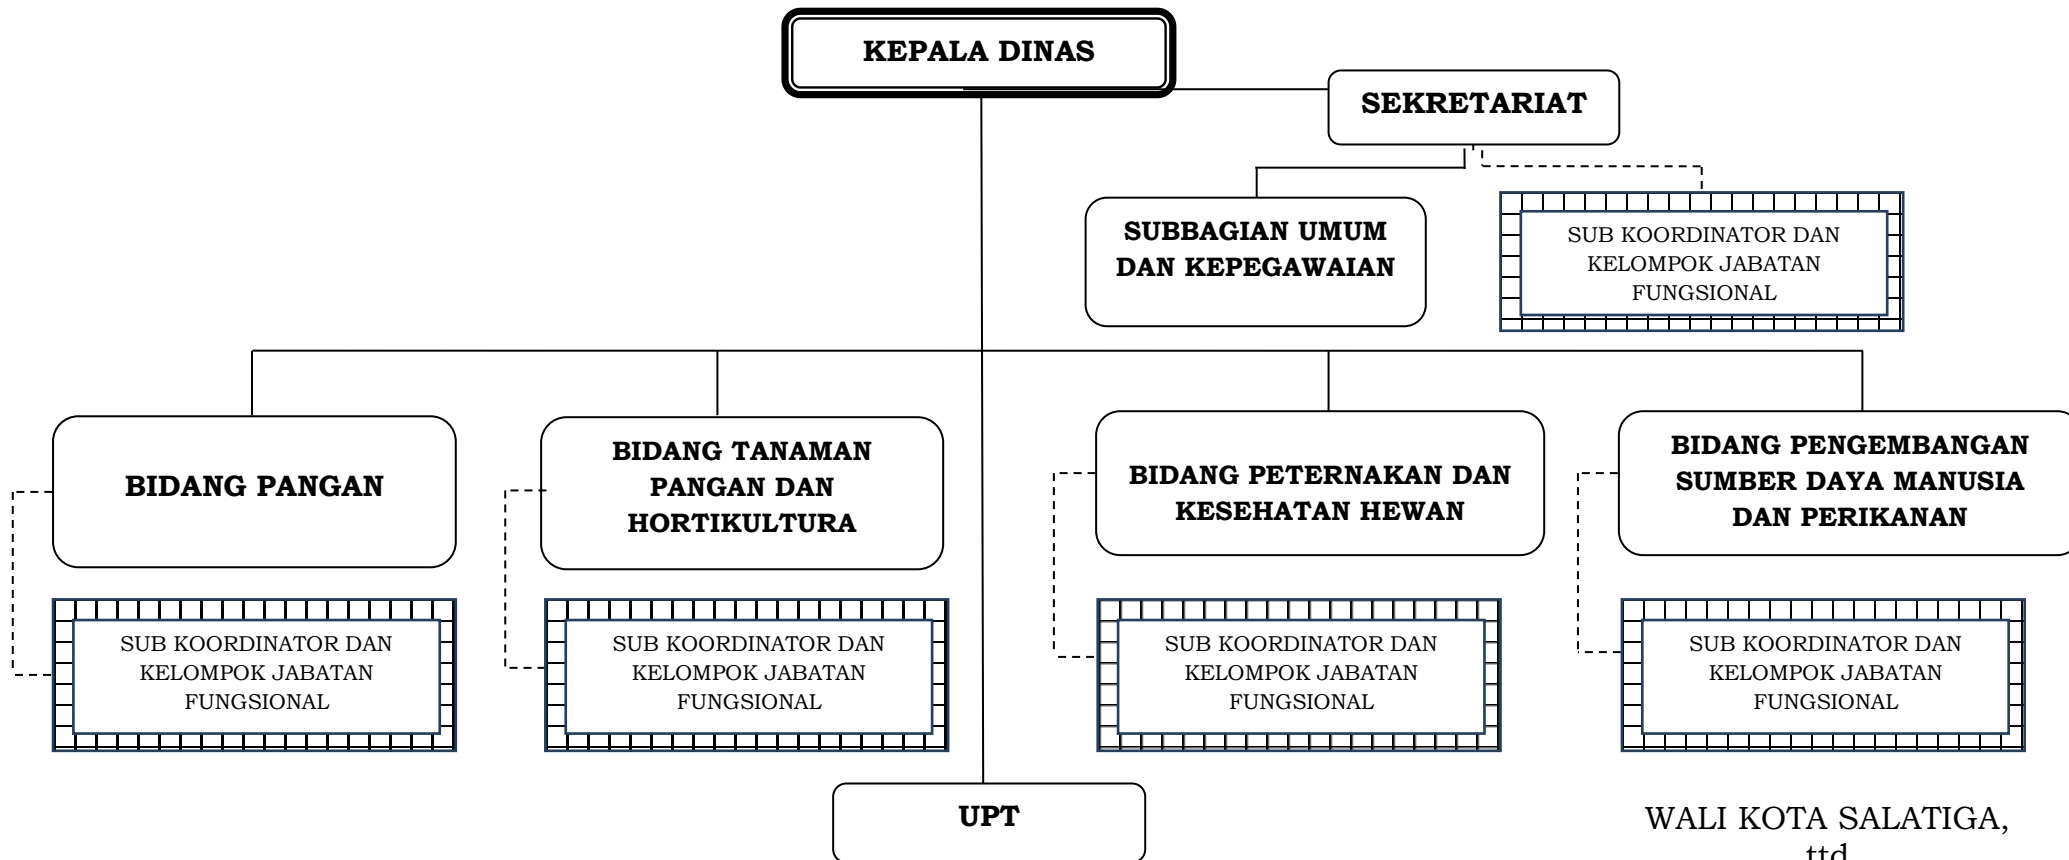 KEPALA DINAS
SEKRETARIAT
SUBBAGIAN UMUM
DAN KEPEGAWAIAN
SUB KOORDINATOR DAN
KELOMPOK JABATAN
FUNGSIONAL
BIDANG PANGAN
BIDANG TANAMAN
PANGAN DAN
HORTIKULTURA
BIDANG PETERNAKAN DAN
KESEHATAN HEWAN
BIDANG PENGEMBANGAN
SUMBER DAYA MANUSIA
DAN PERIKANAN
SUB KOORDINATOR DAN
KELOMPOK JABATAN
FUNGSIONAL
SUB KOORDINATOR DAN
KELOMPOK JABATAN
FUNGSIONAL
SUB KOORDINATOR DAN
KELOMPOK JABATAN
FUNGSIONAL
SUB KOORDINATOR DAN
KELOMPOK JABATAN
FUNGSIONAL
UPT
WALI KOTA SALATIGA,
ttd